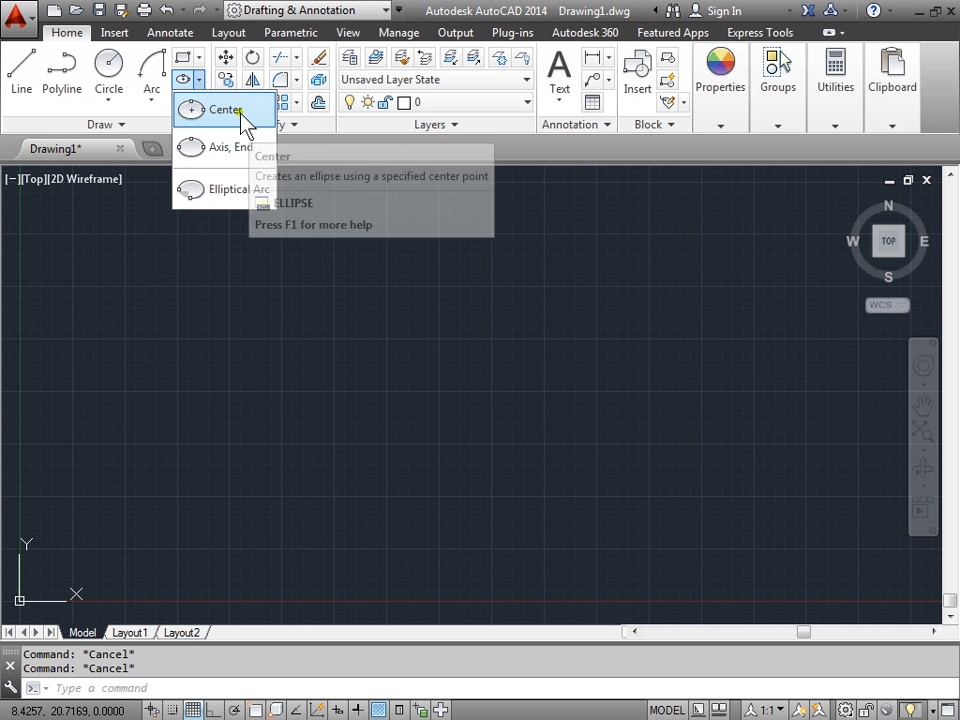 Drafting & Annotation
Autodesk AutoCAD 2014 Drawing1.dwg
Sign In
Home Insert Annotate Layout Parametric View Manage Output Plug-ins Autodesk 360 Featured Apps Express Tools
Line Polyline Circle Arc
Unsaved Layer State
0
Text Insert Properties Groups Utilities Clipboard
Draw Layers Annotation Block
Center
Axis, End
Elliptical Arc
Center
Creates an ellipse using a specified center point
ELLIPSE
Press F1 for more help
Drawing1*
[−][Top][2D Wireframe]
N
W TOP E
S
WCS
Y
X
Model Layout1 Layout2
Command: *Cancel*
Command: *Cancel*
Type a command
8.4257, 20.7169, 0.0000
MODEL
1:1